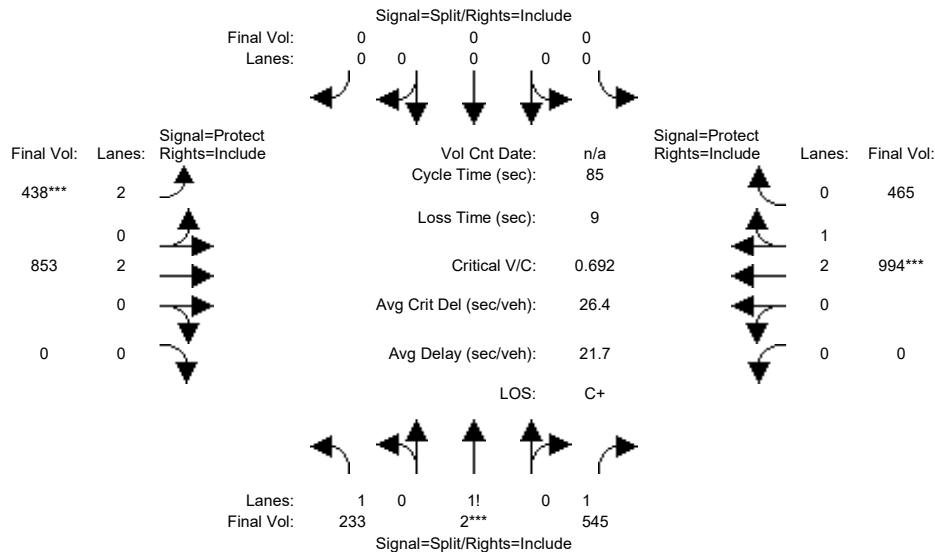 Signal=Split/Rights=Include
Final Vol: 0 0 0
Lanes: 0 0 0 0 0
Signal=Protect
Final Vol: Lanes: Rights=Include
Vol Cnt Date: n/a
Signal=Protect
Rights=Include Lanes: Final Vol:
Cycle Time (sec): 85
438*** 2
0 465
Loss Time (sec): 9
0
1
853 2
Critical V/C: 0.692
2 994***
0
Avg Crit Del (sec/veh): 26.4
0
0 0
Avg Delay (sec/veh): 21.7
0 0
LOS: C+
Lanes: 1 0 1! 0 1
Final Vol: 233 2*** 545
Signal=Split/Rights=Include